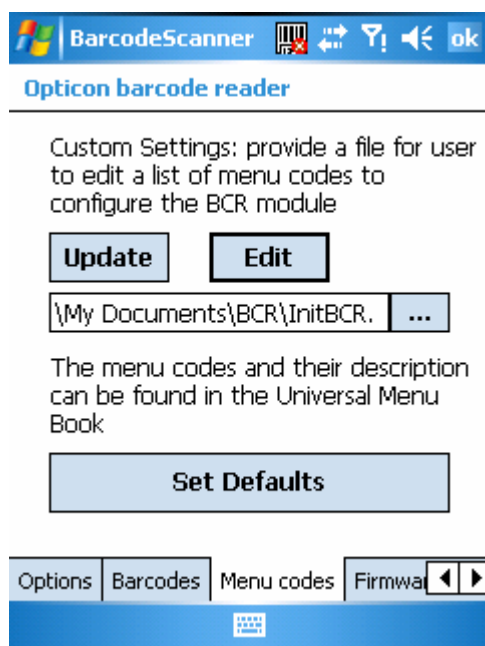 BarcodeScanner
ok
Opticon barcode reader
Custom Settings: provide a file for user
to edit a list of menu codes to
configure the BCR module
Update Edit
\My Documents\BCR\InitBCR. ...
The menu codes and their description
can be found in the Universal Menu
Book
Set Defaults
Options Barcodes Menu codes Firmwa